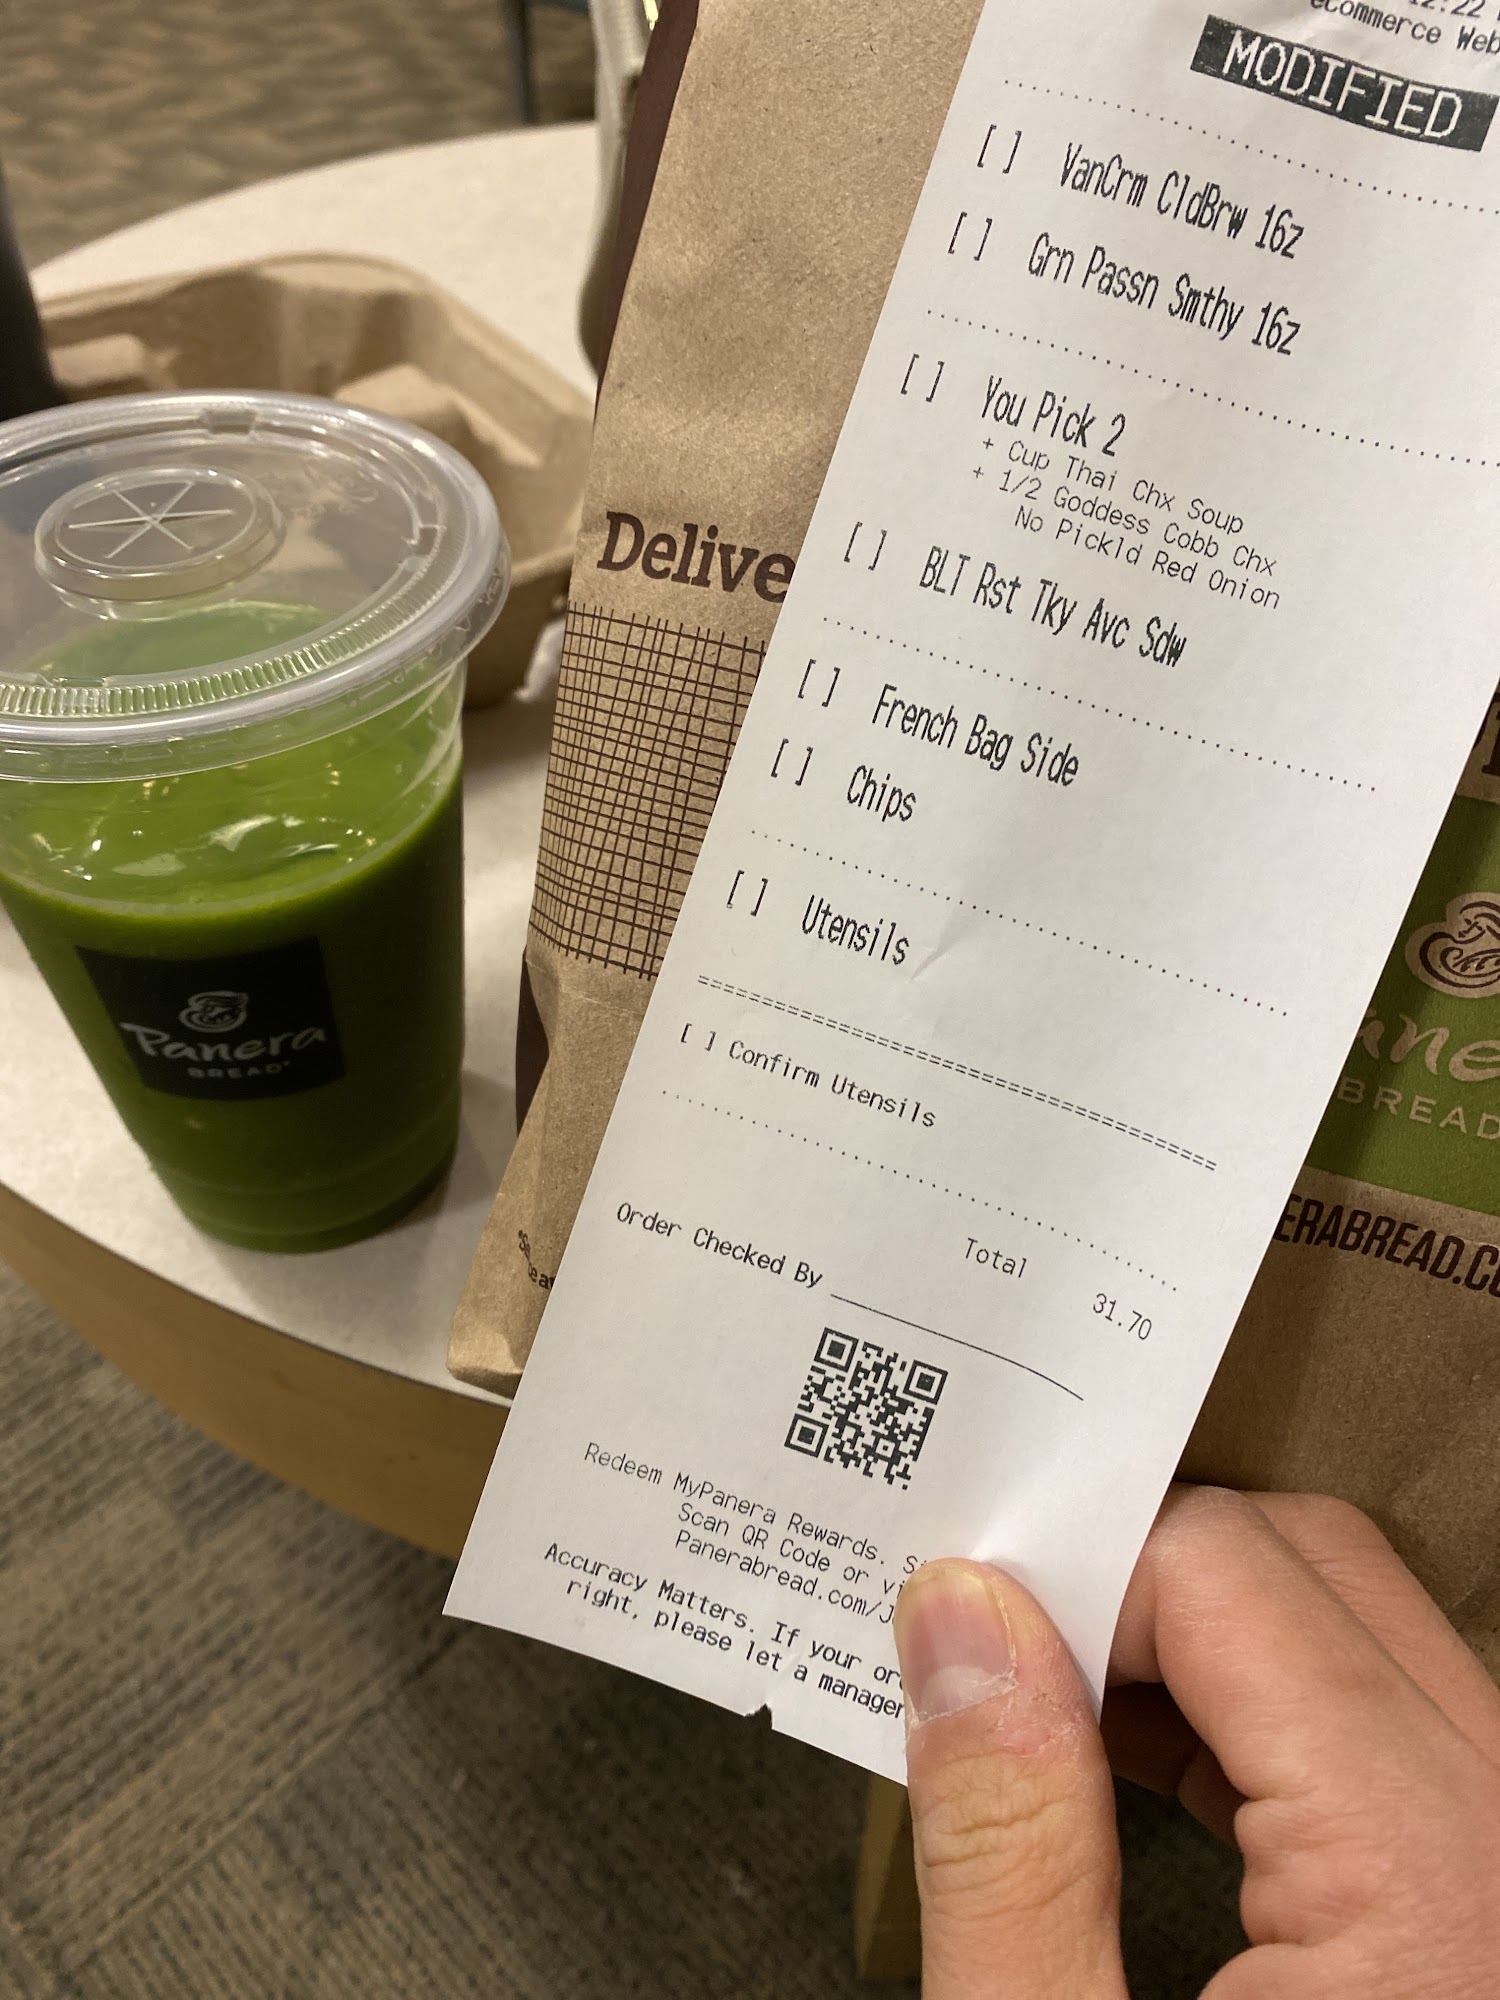 12:22
eCommerce Web
MODIFIED
[ ] VanCrm CldBrw 16z
[ ] Grn Passn Smthy 16z
[ ] You Pick 2
+ Cup Thai Chx Soup
+ 1/2 Goddess Cobb Chx
No Pickld Red Onion
[ ] BLT Rst Tky Avc Sdw
[ ] French Bag Side
[ ] Chips
[ ] Utensils
[ ] Confirm Utensils
Total
31.70
Order Checked By
Redeem MyPanera Rewards.
Scan QR Code or
Panerabread.com/
Accuracy Matters. If your
right, please let a manager
Delive
Panera
BREAD
BREAD
ERABREAD.CO